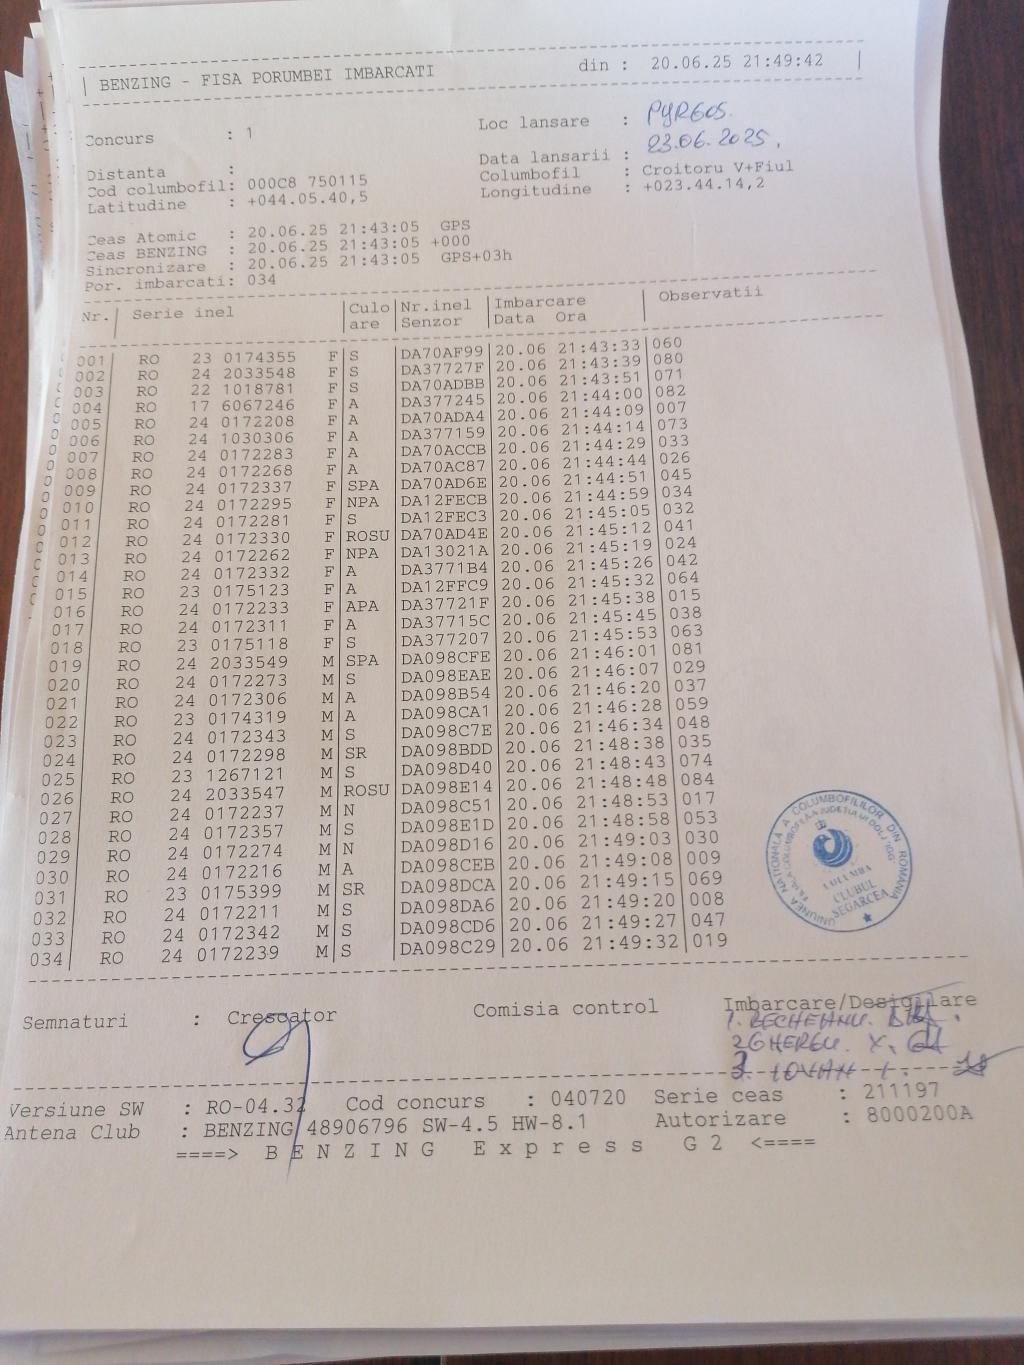 BENZING - FISA PORUMBEI IMBARCATI din : 20.06.25 21:49:42
Concurs : 1 Loc lansare : PYRGOS.
Data lansarii : 23.06.2025,
Distanta : Columbofil : Croitoru V+Fiul
Cod columbofil: 000C8 750115 Longitudine : +023.44.14,2
Latitudine : +044.05.40,5
Ceas Atomic : 20.06.25 21:43:05 GPS
Ceas BENZING : 20.06.25 21:43:05 +000
Sincronizare : 20.06.25 21:43:05 GPS+03h
Por. imbarcati: 034
Nr.| Serie inel |Culo|Nr.inel |Imbarcare | Observatii
|are |Senzor |Data Ora |
001| RO 23 0174355 F|S |DA70AF99|20.06 21:43:33|060
002| RO 24 2033548 F|S |DA37727F|20.06 21:43:39|080
003| RO 22 1018781 F|S |DA70ADBB|20.06 21:43:51|071
004| RO 17 6067246 F|A |DA377245|20.06 21:44:00|082
005| RO 24 0172208 F|A |DA70ADA4|20.06 21:44:09|007
006| RO 24 1030306 F|A |DA377159|20.06 21:44:14|073
007| RO 24 0172283 F|A |DA70ACCB|20.06 21:44:29|033
008| RO 24 0172268 F|A |DA70AC87|20.06 21:44:44|026
009| RO 24 0172337 F|SPA |DA70AD6E|20.06 21:44:51|045
010| RO 24 0172295 F|NPA |DA12FECB|20.06 21:44:59|034
011| RO 24 0172281 F|S |DA12FEC3|20.06 21:45:05|032
012| RO 24 0172330 F|ROSU|DA70AD4E|20.06 21:45:12|041
013| RO 24 0172262 F|NPA |DA13021A|20.06 21:45:19|024
014| RO 24 0172332 F|A |DA3771B4|20.06 21:45:26|042
015| RO 23 0175123 F|A |DA12FFC9|20.06 21:45:32|064
016| RO 24 0172233 F|APA |DA37721F|20.06 21:45:38|015
017| RO 24 0172311 F|A |DA37715C|20.06 21:45:45|038
018| RO 23 0175118 F|S |DA377207|20.06 21:45:53|063
019| RO 24 2033549 M|SPA |DA098CFE|20.06 21:46:01|081
020| RO 24 0172273 M|S |DA098EAE|20.06 21:46:07|029
021| RO 24 0172306 M|A |DA098B54|20.06 21:46:20|037
022| RO 23 0174319 M|A |DA098CA1|20.06 21:46:28|059
023| RO 24 0172343 M|S |DA098C7E|20.06 21:46:34|048
024| RO 24 0172298 M|SR |DA098BDD|20.06 21:48:38|035
025| RO 23 1267121 M|S |DA098D40|20.06 21:48:43|074
026| RO 24 2033547 M|ROSU|DA098E14|20.06 21:48:48|084
027| RO 24 0172237 M|N |DA098C51|20.06 21:48:53|017
028| RO 24 0172357 M|S |DA098E1D|20.06 21:48:58|053
029| RO 24 0172274 M|N |DA098D16|20.06 21:49:03|030
030| RO 24 0172216 M|A |DA098CEB|20.06 21:49:08|009
031| RO 23 0175399 M|SR |DA098DCA|20.06 21:49:15|069
032| RO 24 0172211 M|S |DA098DA6|20.06 21:49:20|008
033| RO 24 0172342 M|S |DA098CD6|20.06 21:49:27|047
034| RO 24 0172239 M|S |DA098C29|20.06 21:49:32|019
UNIUNEA NATIONALA A COLUMBOFILILOR DIN ROMANIA
COLUMBA
CLUBUL
SEGARCEA
Semnaturi : Crescator Comisia control Imbarcare/Desigilare
1. BECHEANU.
2 GHERGU.
3. IOVAN I.
Versiune SW : RO-04.32 Cod concurs : 040720 Serie ceas : 211197
Antena Club : BENZING 48906796 SW-4.5 HW-8.1 Autorizare : 8000200A
====> B E N Z I N G E x p r e s s G 2 <====